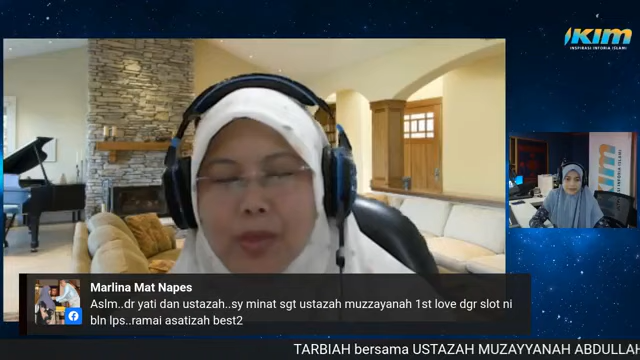 IKIM
INSPIRASI INFORIA ISLAMI
Marlina Mat Napes
Aslm..dr yati dan ustazah..sy minat sgt ustazah muzzayanah 1st love dgr slot ni
bln lps..ramai asatizah best2
TARBIAH bersama USTAZAH MUZAYYANAH ABDULLAH